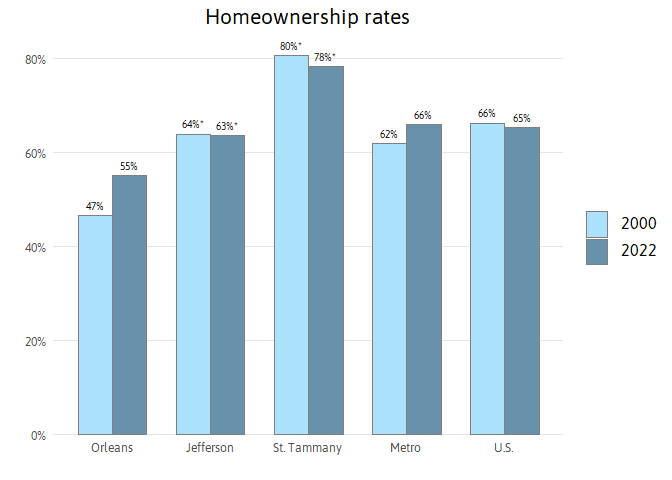 Homeownership rates
80%
60%
40%
20%
0%
47%
55%
64%*
63%*
80%*
78%*
62%
66%
66%
65%
Orleans
Jefferson
St. Tammany
Metro
U.S.
2000
2022